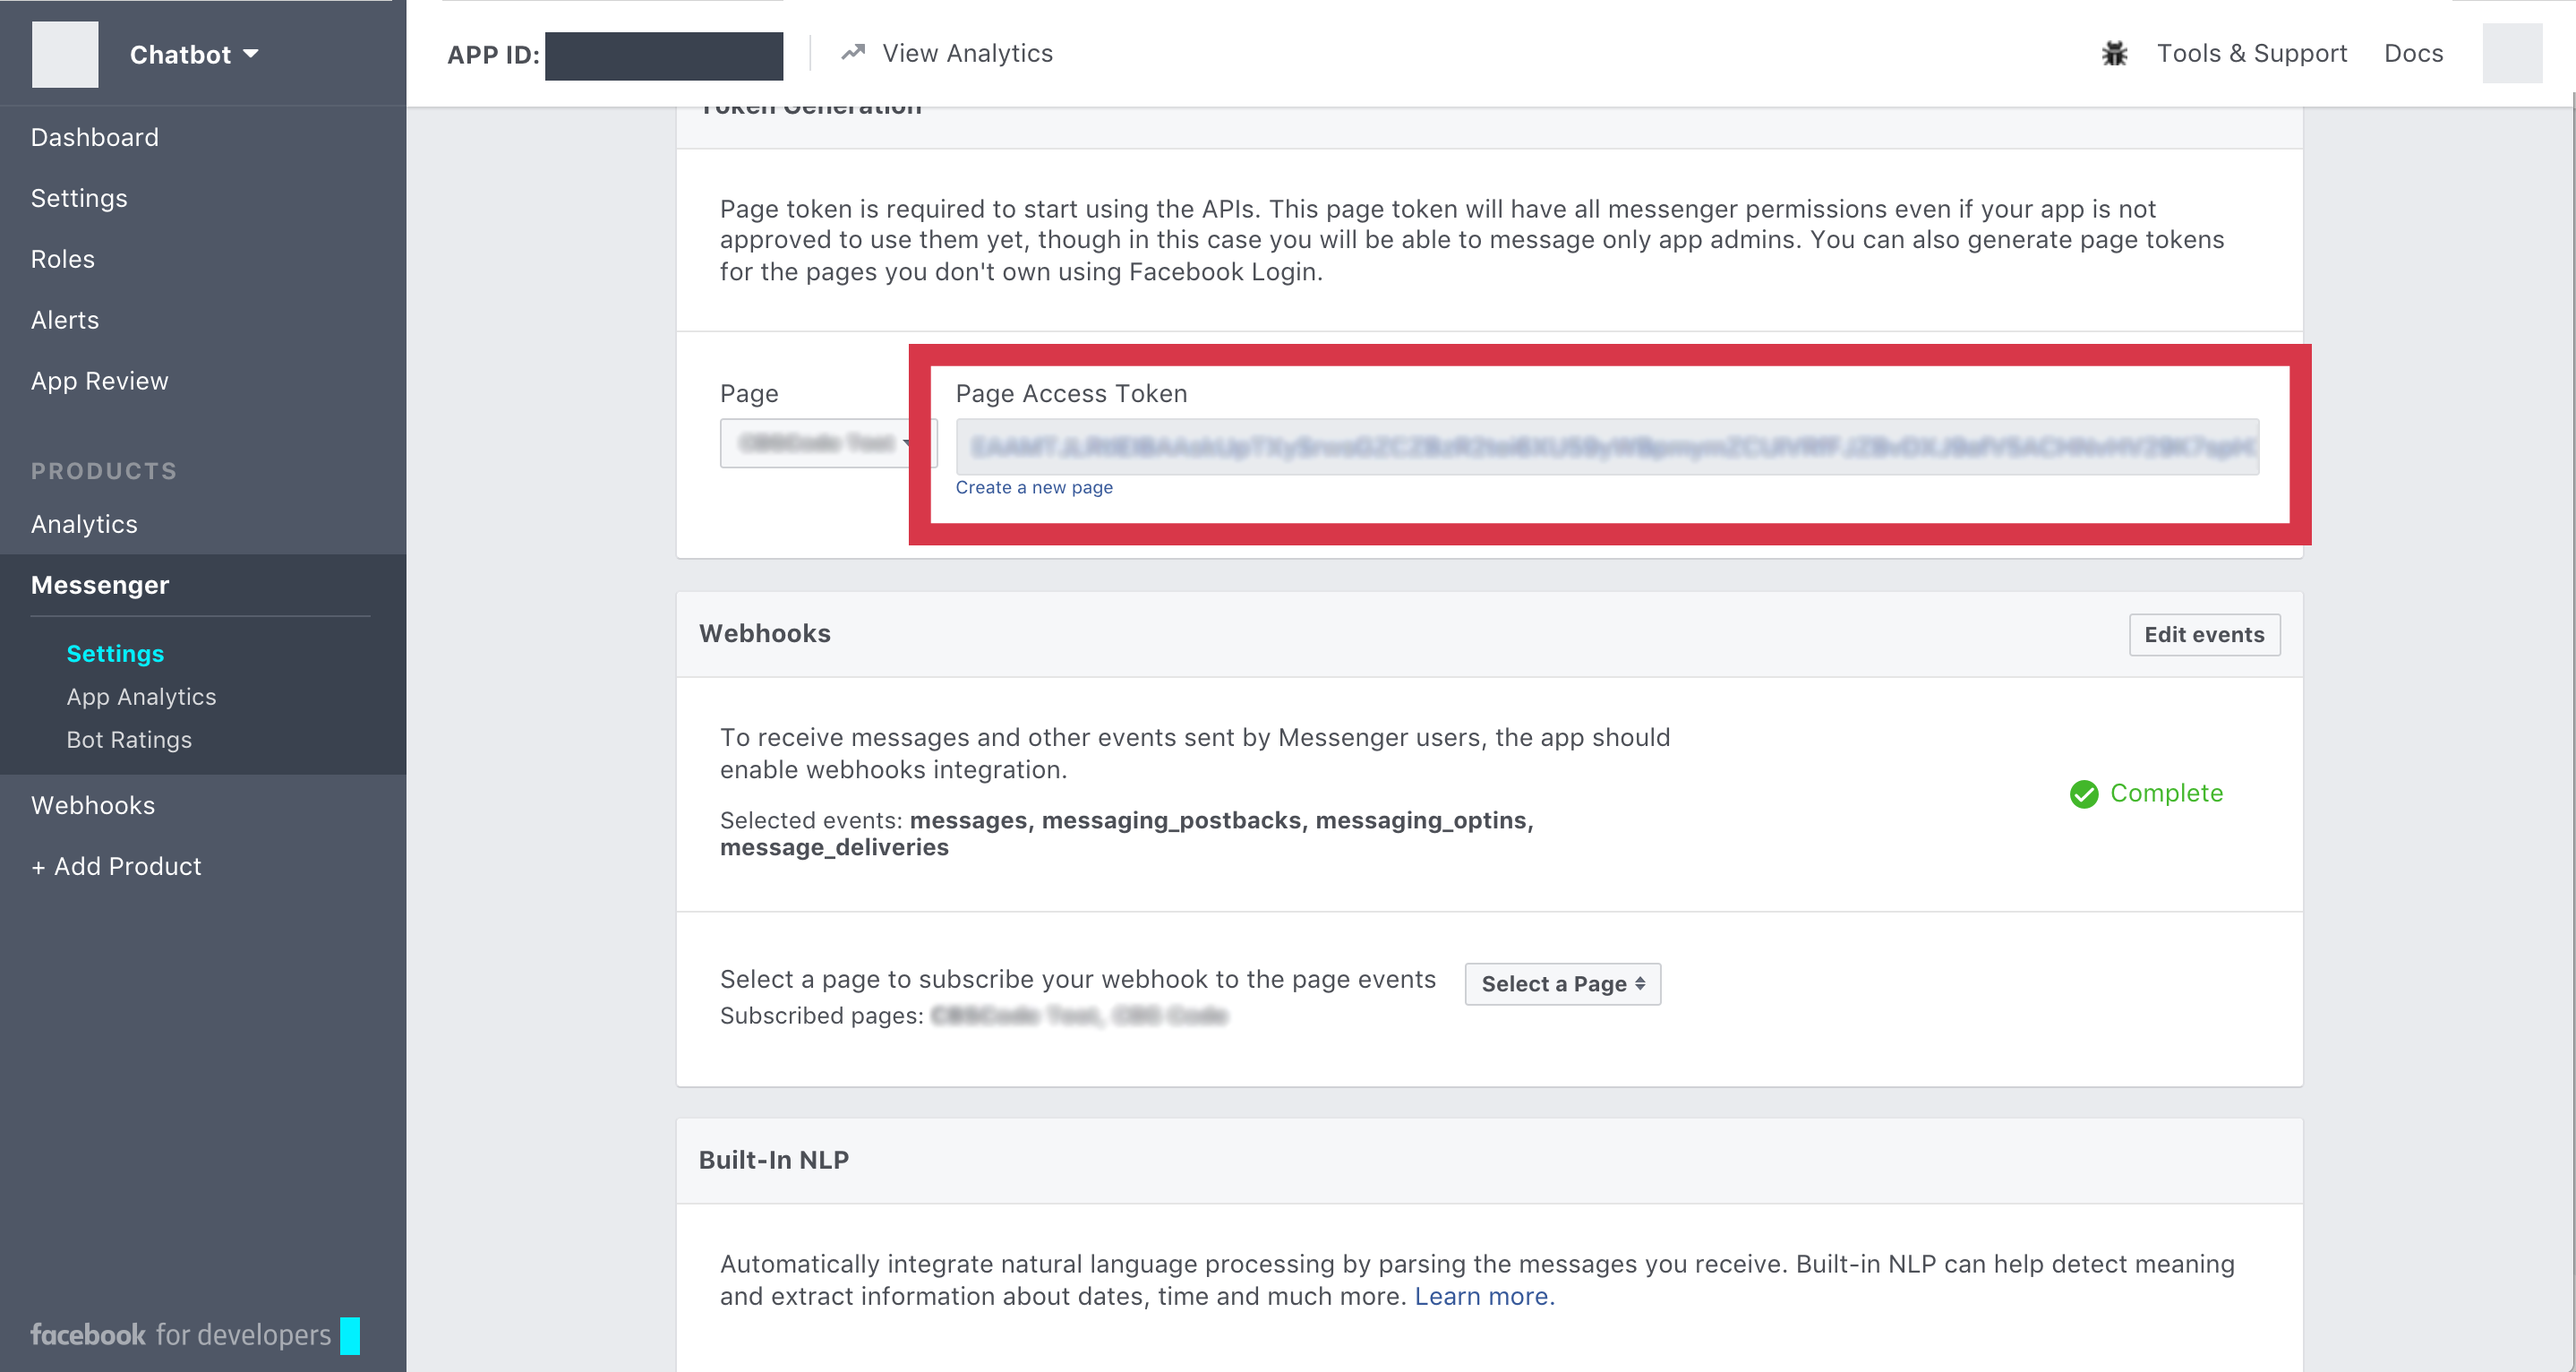 Chatbot
APP ID:
View Analytics
Tools & Support
Docs
Dashboard
Settings
Roles
Alerts
App Review
PRODUCTS
Analytics
Messenger
Settings
App Analytics
Bot Ratings
Webhooks
+ Add Product
facebook for developers
Token Generation
Page token is required to start using the APIs. This page token will have all messenger permissions even if your app is not
approved to use them yet, though in this case you will be able to message only app admins. You can also generate page tokens
for the pages you don't own using Facebook Login.
Page
Page Access Token
Create a new page
Webhooks
Edit events
To receive messages and other events sent by Messenger users, the app should
enable webhooks integration.
Complete
Selected events: messages, messaging_postbacks, messaging_optins,
message_deliveries
Select a page to subscribe your webhook to the page events
Select a Page
Subscribed pages:
Built-In NLP
Automatically integrate natural language processing by parsing the messages you receive. Built-in NLP can help detect meaning
and extract information about dates, time and much more. Learn more.